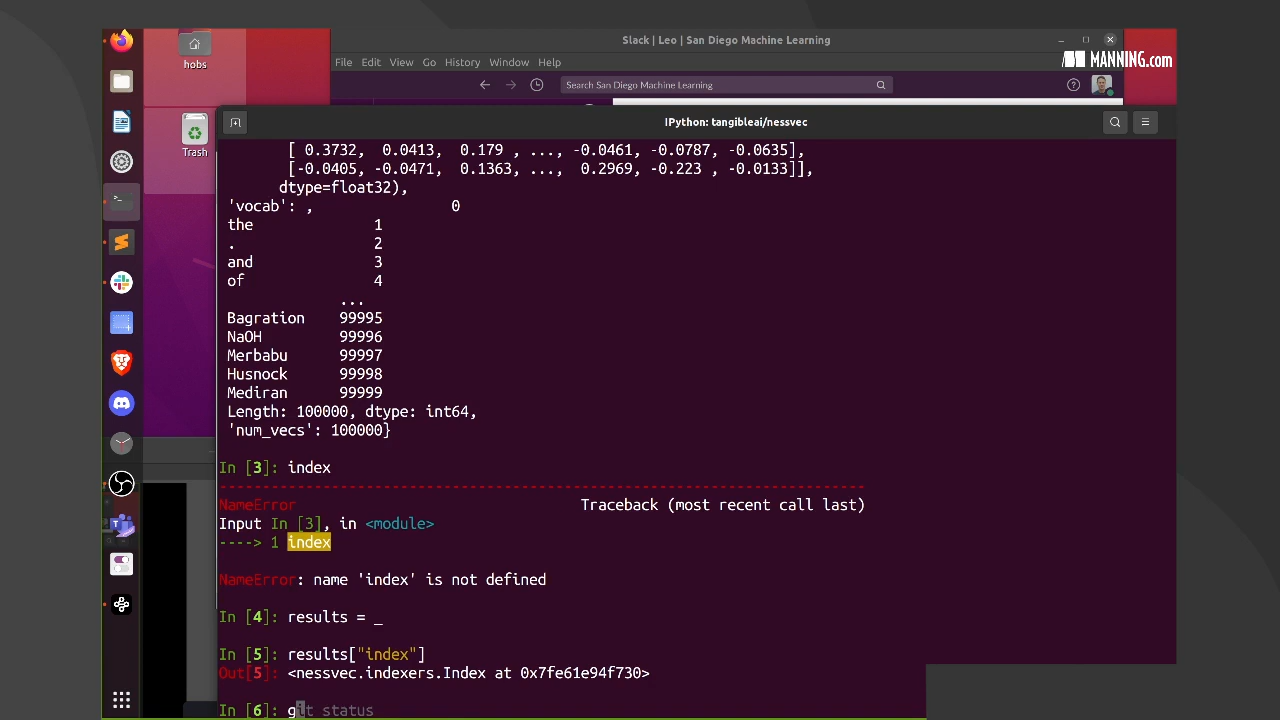 Slack | Leo | San Diego Machine Learning
MANNING.com
hobs
File Edit View Go History Window Help
Search San Diego Machine Learning
IPython: tangibleai/nessvec
Trash
[ 0.3732, 0.0413, 0.179 , ..., -0.0461, -0.0787, -0.0635],
[-0.0405, -0.0471, 0.1363, ..., 0.2969, -0.223 , -0.0133]],
dtype=float32),
'vocab': , 0
the 1
. 2
and 3
of 4
...
Bagration 99995
NaOH 99996
Merbabu 99997
Husnock 99998
Mediran 99999
Length: 100000, dtype: int64,
'num_vecs': 100000}
In [3]: index
---------------------------------------------------------------------------
NameError Traceback (most recent call last)
Input In [3], in <module>
----> 1 index
NameError: name 'index' is not defined
In [4]: results = _
In [5]: results["index"]
Out[5]: <nessvec.indexers.Index at 0x7fe61e94f730>
In [6]: git status